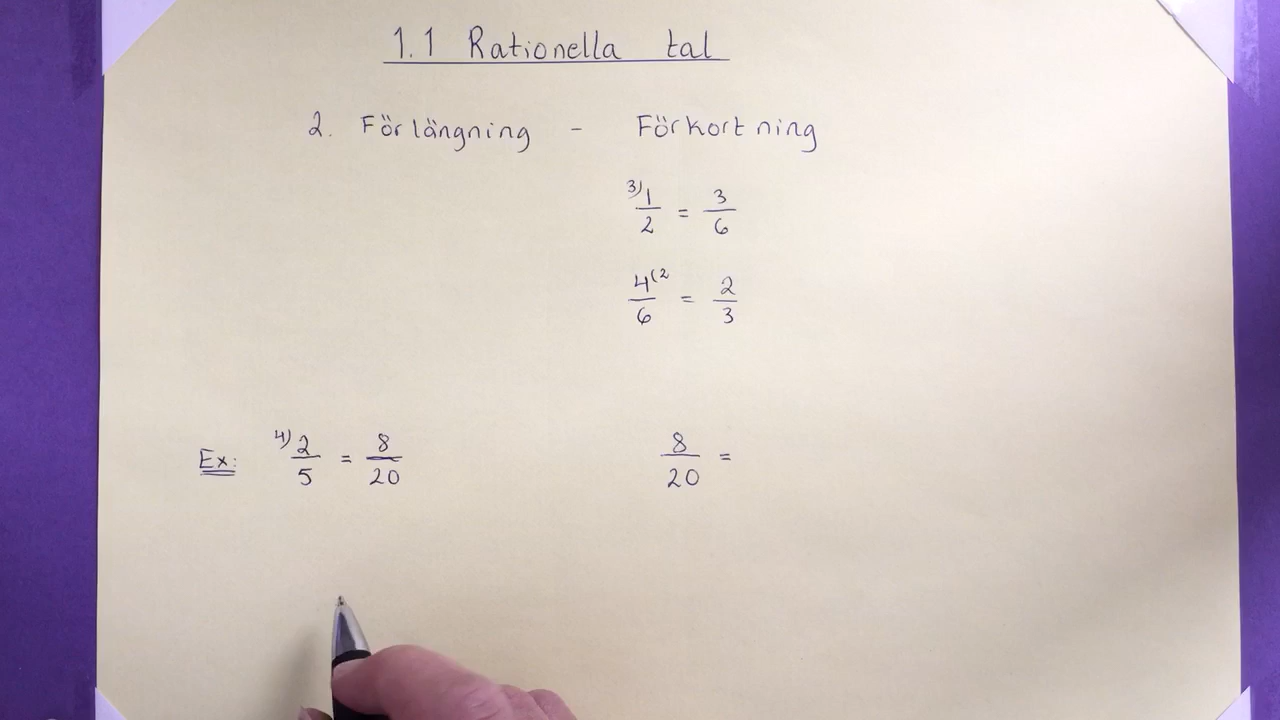 1.1 Rationella tal
2. Förlängning - Förkortning
3) 1/2 = 3/6
4(2/6 = 2/3
Ex: 4) 2/5 = 8/20 8/20 =